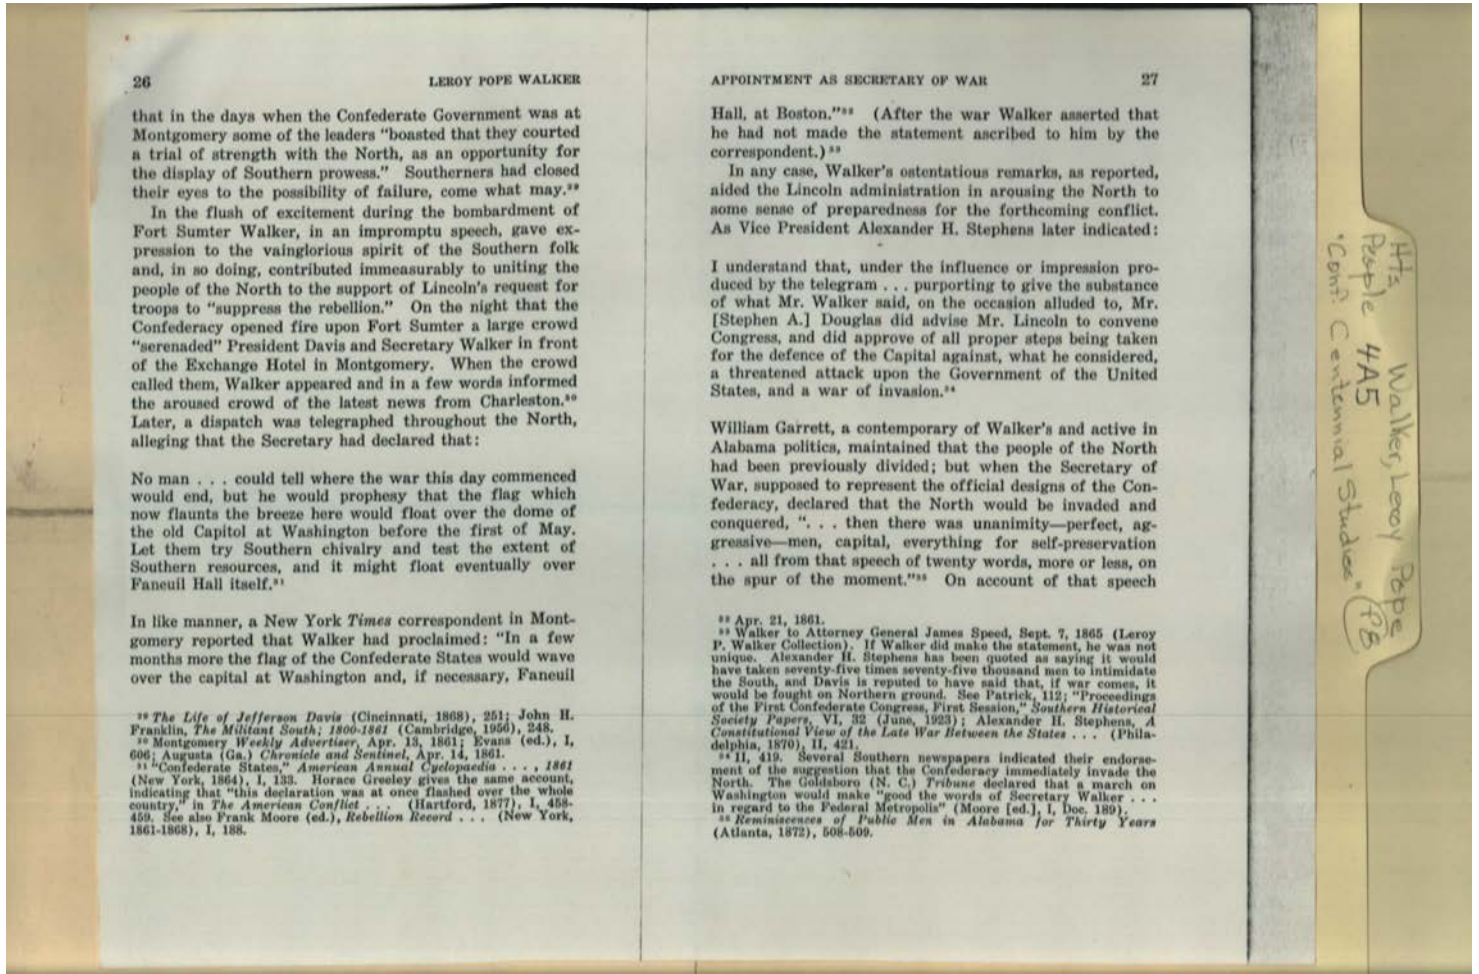 26 LEROY POPE WALKER
that in the days when the Confederate Government was at
Montgomery some of the leaders "boasted that they courted
a trial of strength with the North, as an opportunity for
the display of Southern prowess." Southerners had closed
their eyes to the possibility of failure, come what may.²⁹
In the flush of excitement during the bombardment of
Fort Sumter Walker, in an impromptu speech, gave ex-
pression to the vainglorious spirit of the Southern folk
and, in so doing, contributed immeasurably to uniting the
people of the North to the support of Lincoln's request for
troops to "suppress the rebellion." On the night that the
Confederacy opened fire upon Fort Sumter a large crowd
"serenaded" President Davis and Secretary Walker in front
of the Exchange Hotel in Montgomery. When the crowd
called them, Walker appeared and in a few words informed
the aroused crowd of the latest news from Charleston.³⁰
Later, a dispatch was telegraphed throughout the North,
alleging that the Secretary had declared that:
No man . . . could tell where the war this day commenced
would end, but he would prophesy that the flag which
now flaunts the breeze here would float over the dome of
the old Capitol at Washington before the first of May.
Let them try Southern chivalry and test the extent of
Southern resources, and it might float eventually over
Faneuil Hall itself.³¹
In like manner, a New York Times correspondent in Mont-
gomery reported that Walker had proclaimed: "In a few
months more the flag of the Confederate States would wave
over the capital at Washington and, if necessary, Faneuil
²⁹ The Life of Jefferson Davis (Cincinnati, 1868), 251; John H.
Franklin, The Militant South; 1800-1861 (Cambridge, 1956), 248.
³⁰ Montgomery Weekly Advertiser, Apr. 13, 1861; Evans (ed.), I,
606; Augusta (Ga.) Chronicle and Sentinel, Apr. 14, 1861.
³¹ "Confederate States," American Annual Cyclopaedia . . . , 1861
(New York, 1864), I, 133. Horace Greeley gives the same account,
indicating that "this declaration was at once flashed over the whole
country," in The American Conflict . . . (Hartford, 1877), I, 458-
459. See also Frank Moore (ed.), Rebellion Record . . . (New York,
1861-1868), I, 188.
APPOINTMENT AS SECRETARY OF WAR 27
Hall, at Boston."³² (After the war Walker asserted that
he had not made the statement ascribed to him by the
correspondent.)³³
In any case, Walker's ostentatious remarks, as reported,
aided the Lincoln administration in arousing the North to
some sense of preparedness for the forthcoming conflict.
As Vice President Alexander H. Stephens later indicated:
I understand that, under the influence or impression pro-
duced by the telegram . . . purporting to give the substance
of what Mr. Walker said, on the occasion alluded to, Mr.
[Stephen A.] Douglas did advise Mr. Lincoln to convene
Congress, and did approve of all proper steps being taken
for the defence of the Capital against, what he considered,
a threatened attack upon the Government of the United
States, and a war of invasion.³⁴
William Garrett, a contemporary of Walker's and active in
Alabama politics, maintained that the people of the North
had been previously divided; but when the Secretary of
War, supposed to represent the official designs of the Con-
federacy, declared that the North would be invaded and
conquered, ". . . then there was unanimity—perfect, ag-
gressive—men, capital, everything for self-preservation
. . . all from that speech of twenty words, more or less, on
the spur of the moment."³⁵ On account of that speech
³² Apr. 21, 1861.
³³ Walker to Attorney General James Speed, Sept. 7, 1865 (Leroy
P. Walker Collection). If Walker did make the statement, he was not
unique. Alexander H. Stephens has been quoted as saying it would
have taken seventy-five times seventy-five thousand men to intimidate
the South, and Davis is reputed to have said that, if war comes, it
would be fought on Northern ground. See Patrick, 112; "Proceedings
of the First Confederate Congress, First Session," Southern Historical
Society Papers, VI, 32 (June, 1923); Alexander H. Stephens, A
Constitutional View of the Late War Between the States . . . (Phila-
delphia, 1870), II, 421.
³⁴ II, 419. Several Southern newspapers indicated their endorse-
ment of the suggestion that the Confederacy immediately invade the
North. The Goldsboro (N. C.) Tribune declared that a march on
Washington would make "good the words of Secretary Walker . . .
in regard to the Federal Metropolis" (Moore [ed.], I, Doc. 189).
³⁵ Reminiscences of Public Men in Alabama for Thirty Years
(Atlanta, 1872), 508-509.
Hts Walker, Leroy Pope
People 4A5
"Conf. Centennial Studies" P8